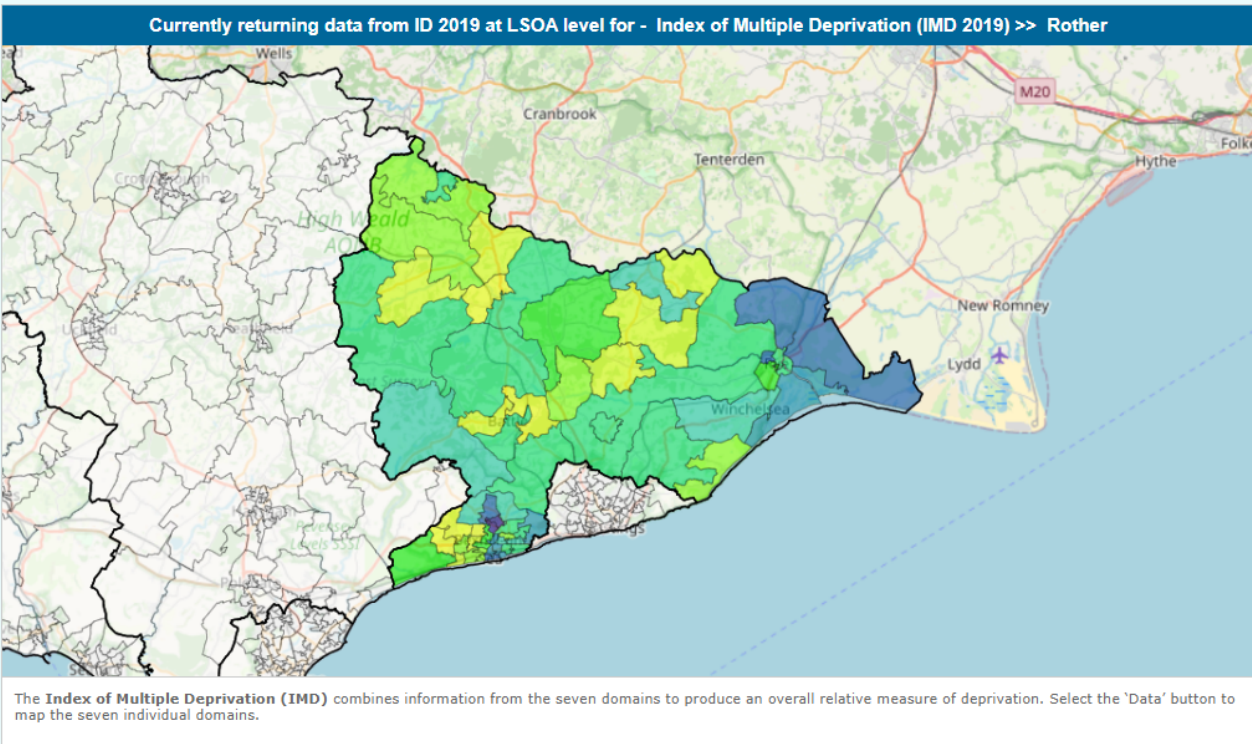 Currently returning data from ID 2019 at LSOA level for - Index of Multiple Deprivation (IMD 2019) >> Rother
Wells
M20
Cranbrook
Tenterden
Hythe
High Weald
New Romney
Lydd
Winchelsea
The Index of Multiple Deprivation (IMD) combines information from the seven domains to produce an overall relative measure of deprivation. Select the ‘Data’ button to
map the seven individual domains.